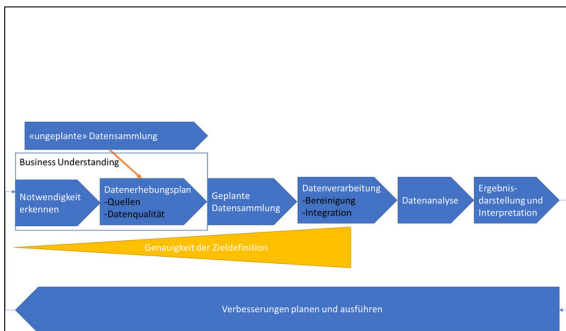 «ungeplante» Datensammlung
Business Understanding
Notwendigkeit
erkennen
Datenerhebungsplan
-Quellen
-Datenqualität
Geplante
Datensammlung
Datenverarbeitung
-Bereinigung
-Integration
Datenanalyse
Ergebnis-
darstellung und
Interpretation
Genauigkeit der Zieldefinition
Verbesserungen planen und ausführen